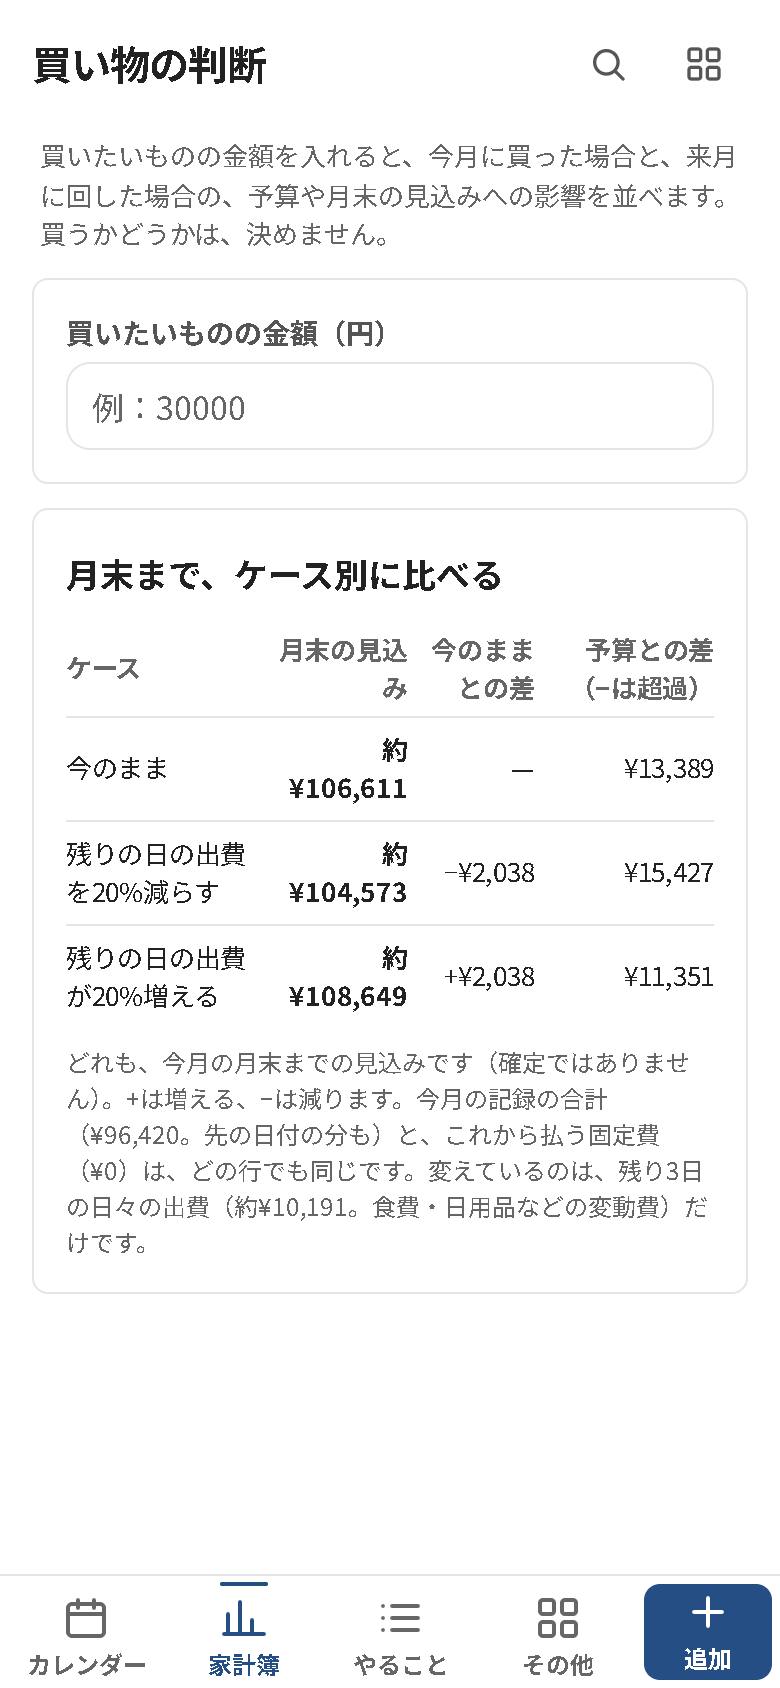 買い物の判断
買いたいものの金額を入れると、今月に買った場合と、来月
に回した場合の、予算や月末の見込みへの影響を並べます。
買うかどうかは、決めません。
買いたいものの金額（円）
例：30000
月末まで、ケース別に比べる
ケース 月末の見込み 今のままとの差 予算との差（−は超過）
今のまま 約¥106,611 — ¥13,389
残りの日の出費を20%減らす 約¥104,573 −¥2,038 ¥15,427
残りの日の出費が20%増える 約¥108,649 +¥2,038 ¥11,351
どれも、今月の月末までの見込みです（確定ではありませ
ん）。+は増える、−は減ります。今月の記録の合計
（¥96,420。先の日付の分も）と、これから払う固定費
（¥0）は、どの行でも同じです。変えているのは、残り3日
の日々の出費（約¥10,191。食費・日用品などの変動費）だ
けです。
カレンダー 家計簿 やること その他 追加